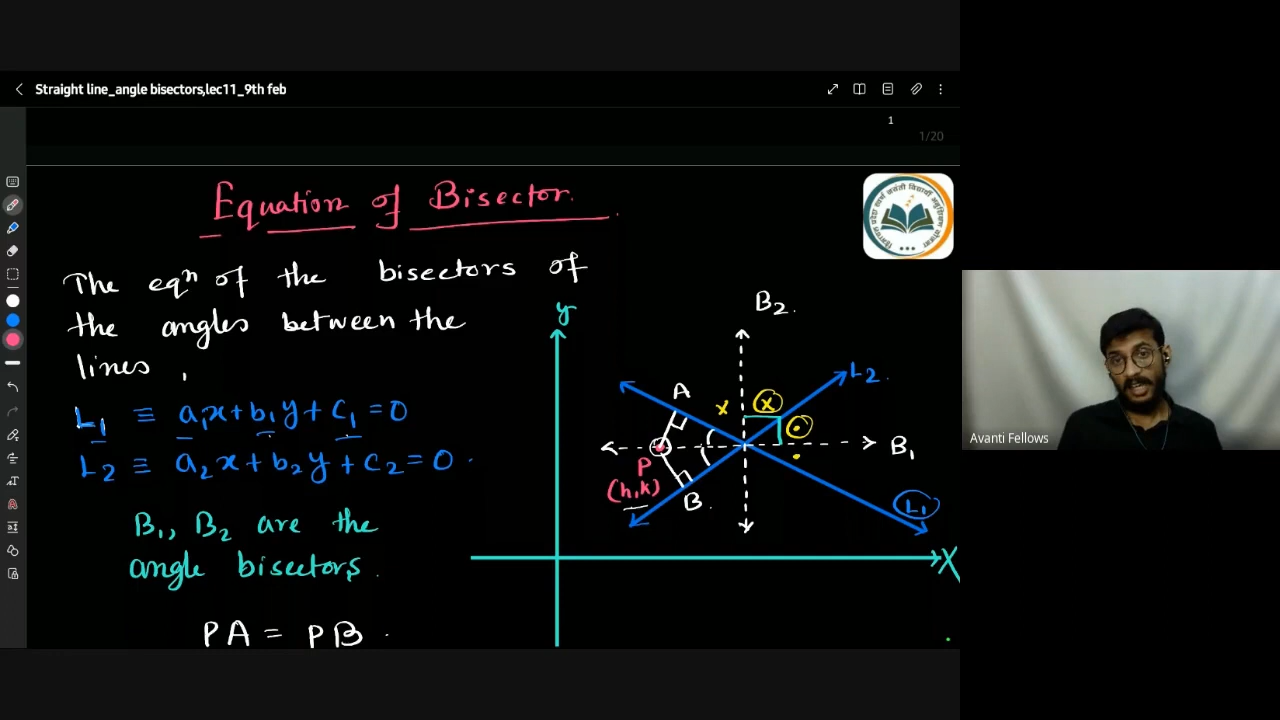 Straight line_angle bisectors,lec11_9th feb
1
1/20
Equation of Bisector.
The eqⁿ of the bisectors of
the angles between the
lines ,
L₁ ≡ a₁x+b₁y+c₁=0
L₂ ≡ a₂x+b₂y+c₂=0 .
B₁, B₂ are the
angle bisectors.
PA = PB .
y
B₂.
L₂.
A
x
x
B₁
P
(h,k)
B
L₁
X
Avanti Fellows